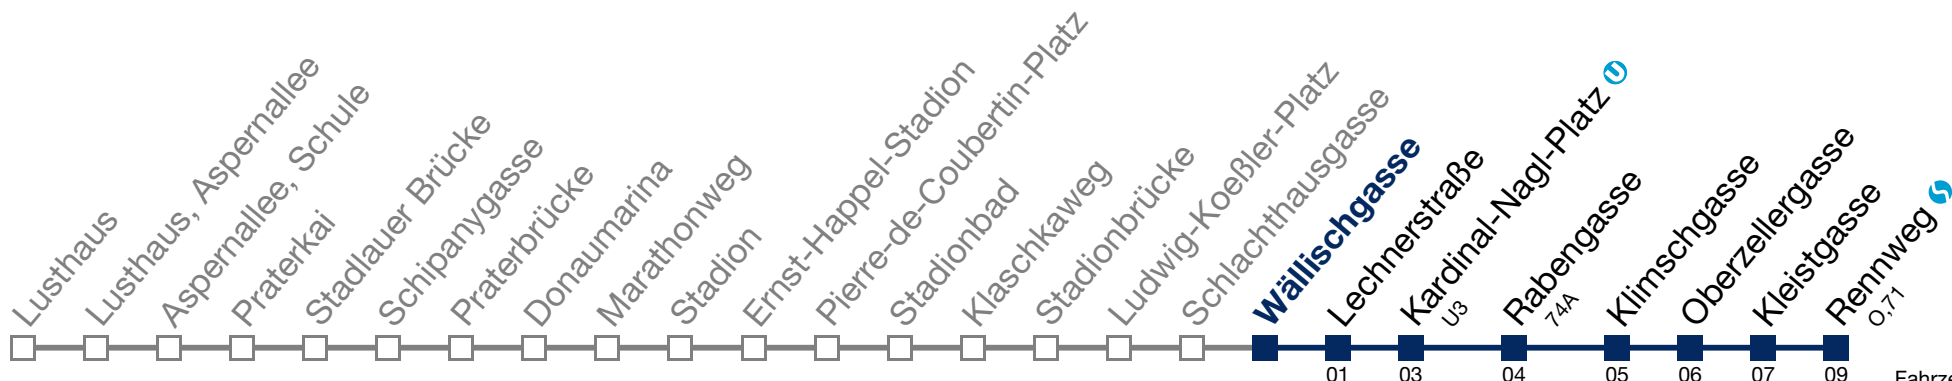 Lusthaus
Lusthaus, Aspernallee
Aspernallee, Schule
Praterkai
Stadlauer Brücke
Schipanygasse
Praterbrücke
Donaumarina
Marathonweg
Stadion
Ernst-Happel-Stadion
Pierre-de-Coubertin-Platz
Stadionbad
Klaschkaweg
Stadionbrücke
Ludwig-Koeßler-Platz
Schlachthausgasse
Wällischgasse
Lechnerstraße
Kardinal-Nagl-Platz U
U3
Rabengasse
74A
Klimschgasse
Oberzellergasse
Kleistgasse
Rennweg S
O,71
01 03 04 05 06 07 09
Fahrze